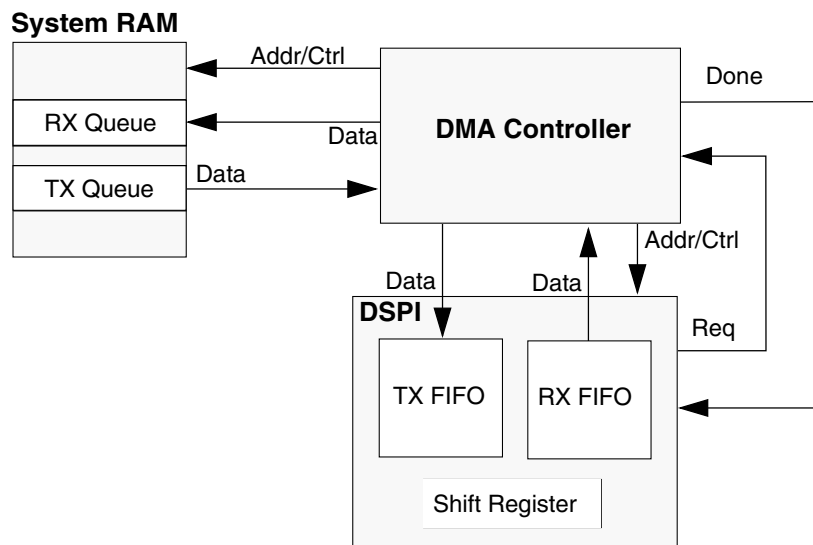 System RAM
Addr/Ctrl
Done
RX Queue
Data
DMA Controller
TX Queue
Data
Addr/Ctrl
Data
Data
DSPI
Req
TX FIFO
RX FIFO
Shift Register